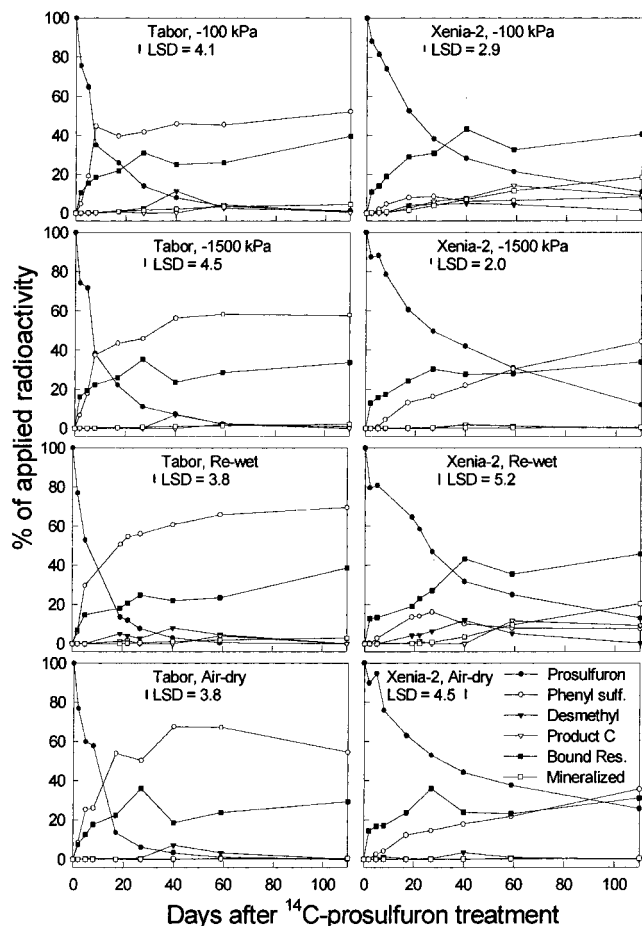 % of applied radioactivity
Tabor, -100 kPa
LSD = 4.1
100
80
60
40
20
0
Xenia-2, -100 kPa
LSD = 2.9
Tabor, -1500 kPa
LSD = 4.5
100
80
60
40
20
0
Xenia-2, -1500 kPa
LSD = 2.0
Tabor, Re-wet
LSD = 3.8
100
80
60
40
20
0
Xenia-2, Re-wet
LSD = 5.2
Tabor, Air-dry
LSD = 3.8
100
80
60
40
20
0
Xenia-2, Air-dry
LSD = 4.5
Prosulfuron
Phenyl sulf.
Desmethyl
Product C
Bound Res.
Mineralized
0 20 40 60 80 100
0 20 40 60 80 100
Days after ¹⁴C-prosulfuron treatment